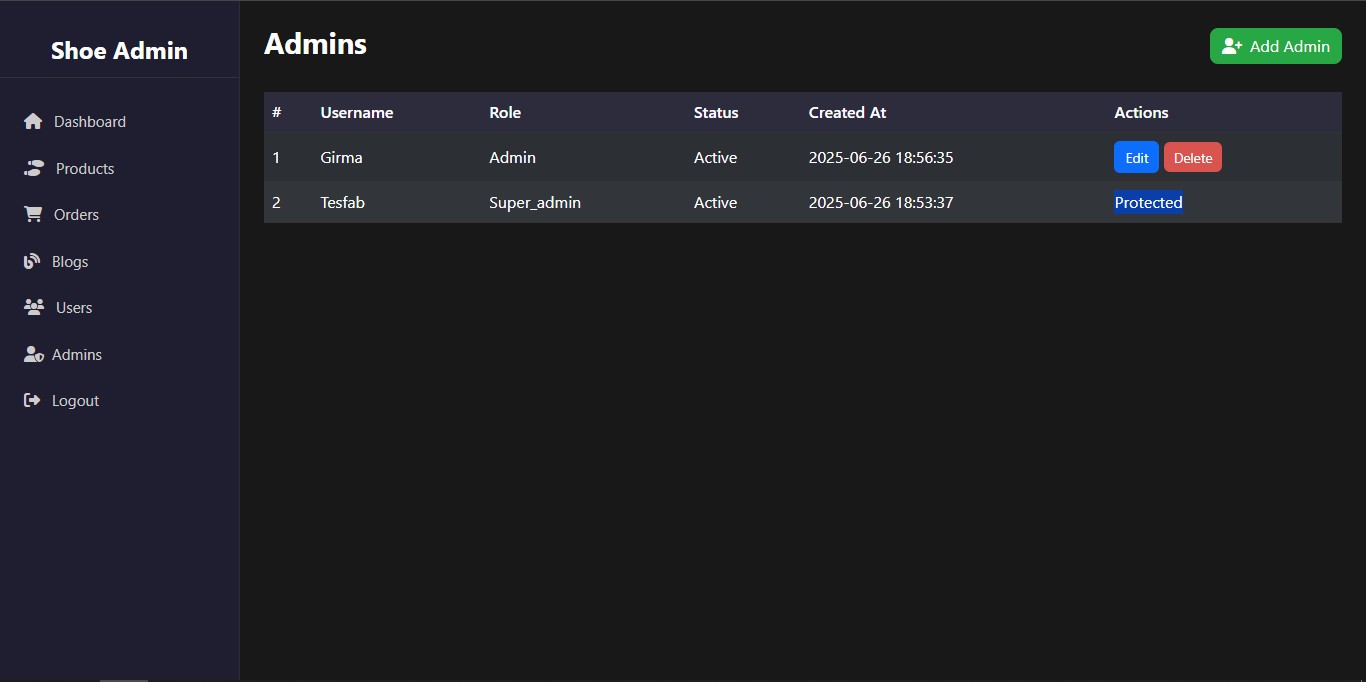 Shoe Admin
Dashboard
Products
Orders
Blogs
Users
Admins
Logout
Admins
Add Admin
# Username Role Status Created At Actions
1 Girma Admin Active 2025-06-26 18:56:35 Edit Delete
2 Tesfab Super_admin Active 2025-06-26 18:53:37 Protected